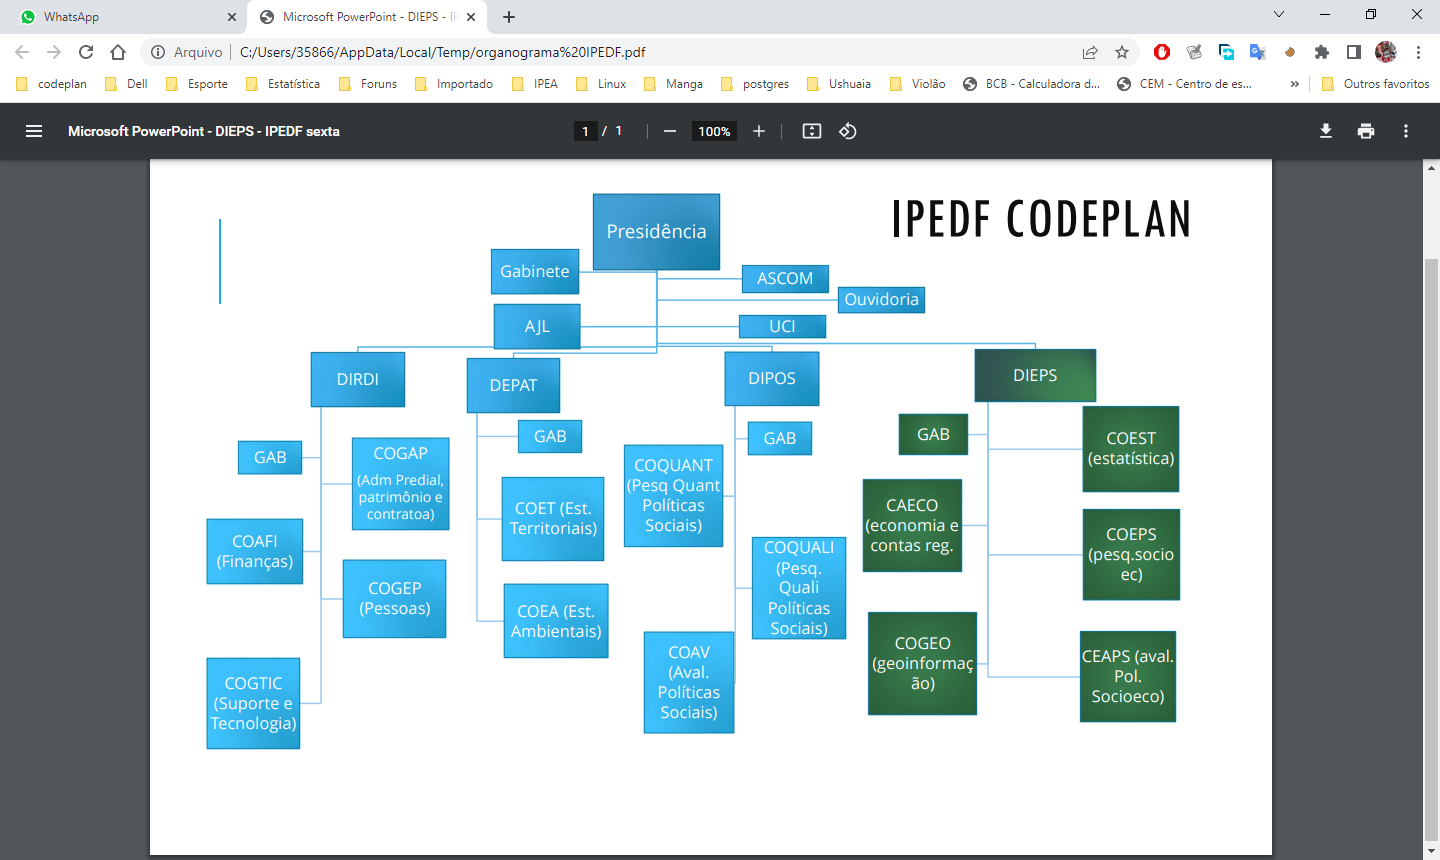 WhatsApp
Microsoft PowerPoint - DIEPS - IP
Arquivo
C:/Users/35866/AppData/Local/Temp/organograma%20IPEDF.pdf
codeplan
Dell
Esporte
Estatística
Foruns
Importado
IPEA
Linux
Manga
postgres
Ushuaia
Violão
BCB - Calculadora d...
CEM - Centro de es...
»
Outros favoritos
Microsoft PowerPoint - DIEPS - IPEDF sexta
1 / 1
100%
IPEDF CODEPLAN
Presidência
Gabinete
ASCOM
Ouvidoria
AJL
UCI
DIRDI
DEPAT
DIPOS
DIEPS
GAB
COGAP
(Adm Predial,
patrimônio e
contratoa)
COAFI
(Finanças)
COGEP
(Pessoas)
COGTIC
(Suporte e
Tecnologia)
GAB
COET (Est.
Territoriais)
COEA (Est.
Ambientais)
GAB
COQUANT
(Pesq Quant
Políticas
Sociais)
COQUALI
(Pesq.
Quali
Políticas
Sociais)
COAV
(Aval.
Políticas
Sociais)
GAB
COEST
(estatística)
CAECO
(economia e
contas reg.
COEPS
(pesq.socio
ec)
COGEO
(geoinformaç
ão)
CEAPS (aval.
Pol.
Socioeco)